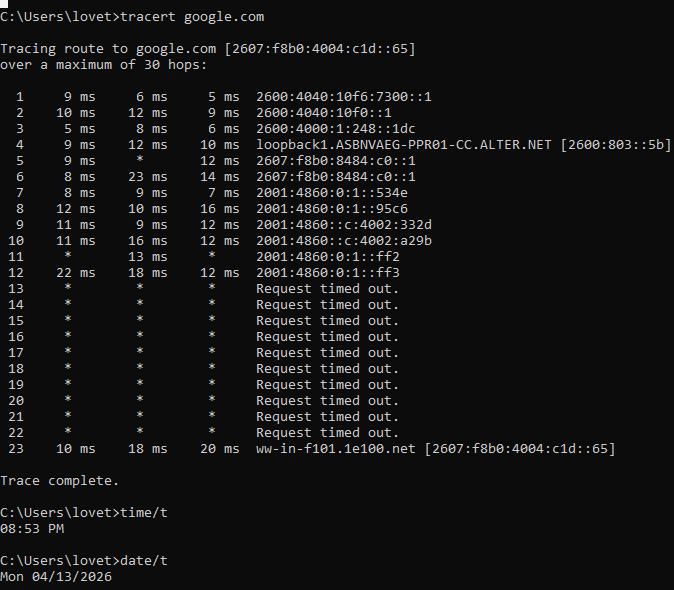 C:\Users\lovet>tracert google.com
Tracing route to google.com [2607:f8b0:4004:c1d::65]
over a maximum of 30 hops:
1 9 ms 6 ms 5 ms 2600:4040:10f6:7300::1
2 10 ms 12 ms 9 ms 2600:4040:10f0::1
3 5 ms 8 ms 6 ms 2600:4000:1:248::1dc
4 9 ms 12 ms 10 ms loopback1.ASBNVAEG-PPR01-CC.ALTER.NET [2600:803::5b]
5 9 ms * 12 ms 2607:f8b0:8484:c0::1
6 8 ms 23 ms 14 ms 2607:f8b0:8484:c0::1
7 8 ms 9 ms 7 ms 2001:4860:0:1::534e
8 12 ms 10 ms 16 ms 2001:4860:0:1::95c6
9 11 ms 9 ms 12 ms 2001:4860::c:4002:332d
10 11 ms 16 ms 12 ms 2001:4860::c:4002:a29b
11 * 13 ms * 2001:4860:0:1::ff2
12 22 ms 18 ms 12 ms 2001:4860:0:1::ff3
13 * * * Request timed out.
14 * * * Request timed out.
15 * * * Request timed out.
16 * * * Request timed out.
17 * * * Request timed out.
18 * * * Request timed out.
19 * * * Request timed out.
20 * * * Request timed out.
21 * * * Request timed out.
22 * * * Request timed out.
23 10 ms 18 ms 20 ms ww-in-f101.1e100.net [2607:f8b0:4004:c1d::65]
Trace complete.
C:\Users\lovet>time/t
08:53 PM
C:\Users\lovet>date/t
Mon 04/13/2026